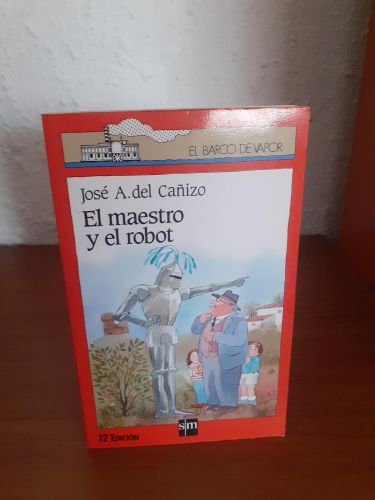 EL BARCO DE VAPOR
José A. del Cañizo
El maestro
y el robot
12ª EDICIÓN
sm